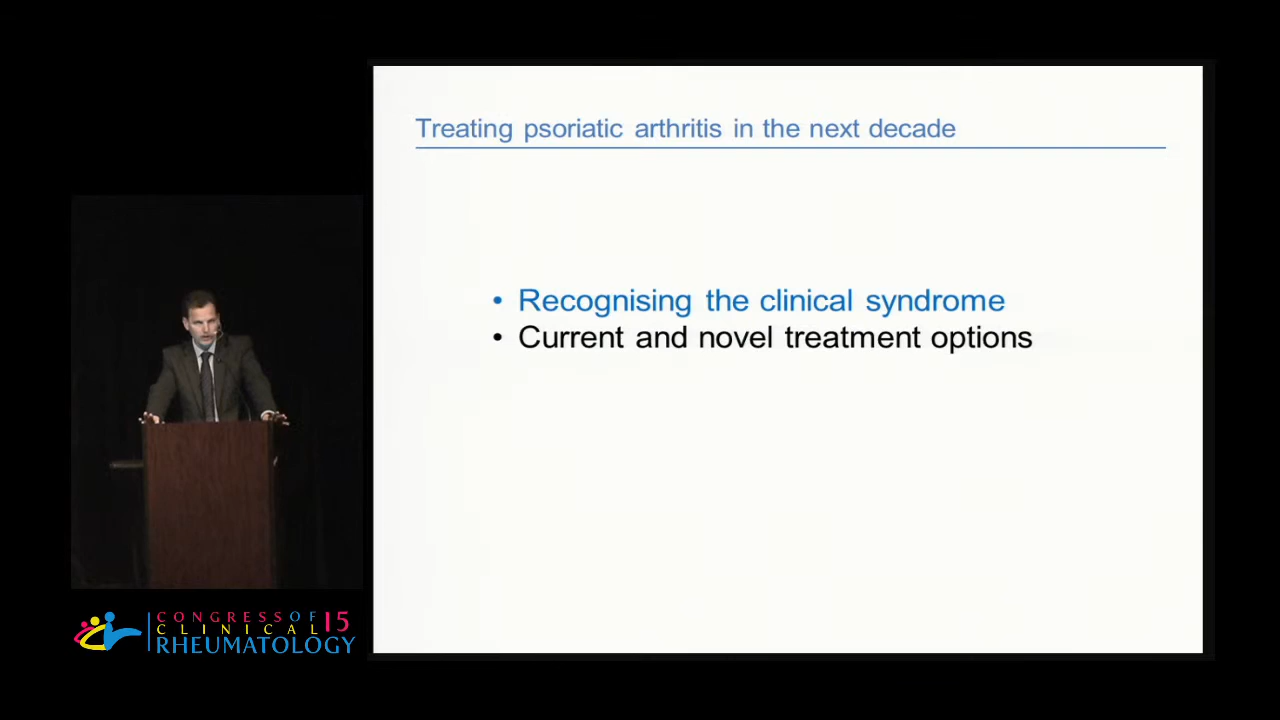 Treating psoriatic arthritis in the next decade
• Recognising the clinical syndrome
• Current and novel treatment options
CONGRESS OF 15
CLINICAL
RHEUMATOLOGY